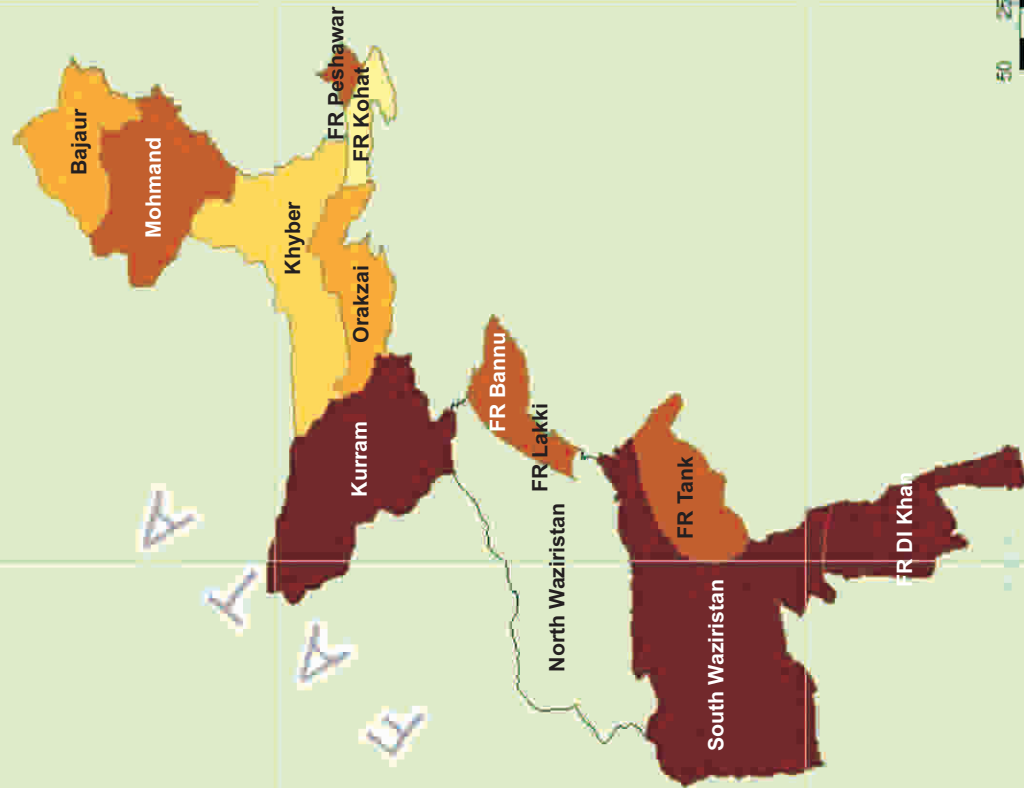 Bajaur
Mohmand
Khyber
FR Peshawar
FR Kohat
Orakzai
Kurram
FR Bannu
FR Lakki
North Waziristan
FR Tank
South Waziristan
FR DI Khan
F A T A
50
25